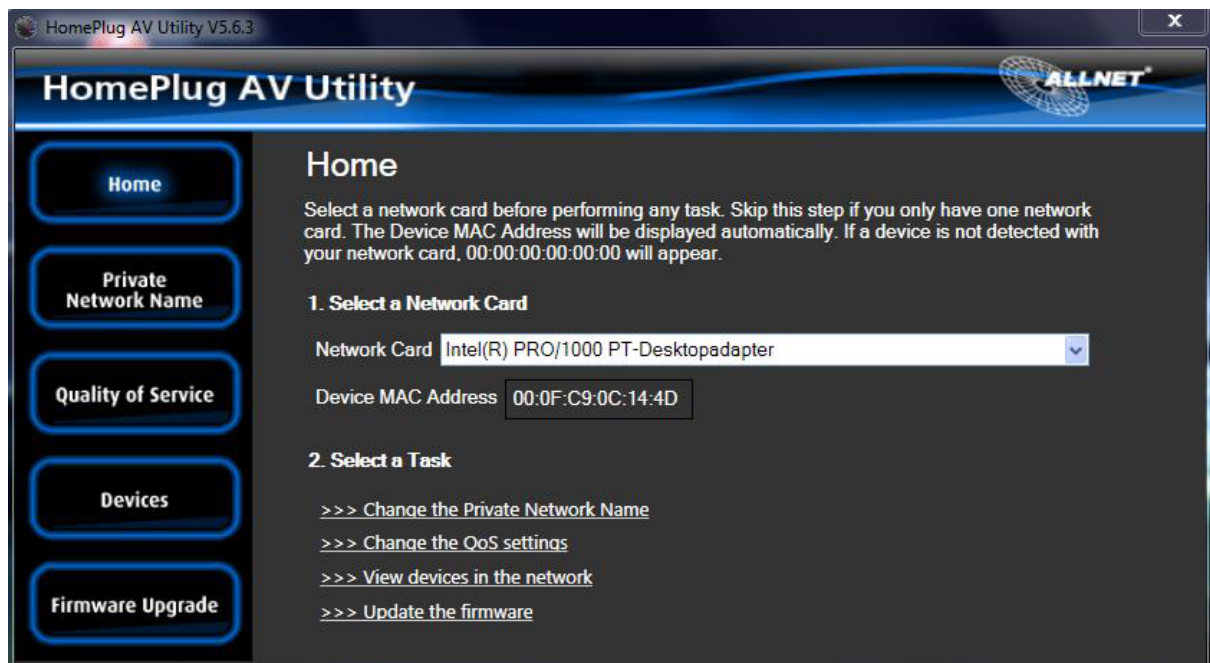 HomePlug AV Utility V5.6.3
x
HomePlug AV Utility
ALLNET®
Home
Private
Network Name
Quality of Service
Devices
Firmware Upgrade
Home
Select a network card before performing any task. Skip this step if you only have one network
card. The Device MAC Address will be displayed automatically. If a device is not detected with
your network card, 00:00:00:00:00:00 will appear.
1. Select a Network Card
Network Card Intel(R) PRO/1000 PT-Desktopadapter
Device MAC Address 00:0F:C9:0C:14:4D
2. Select a Task
>>> Change the Private Network Name
>>> Change the QoS settings
>>> View devices in the network
>>> Update the firmware